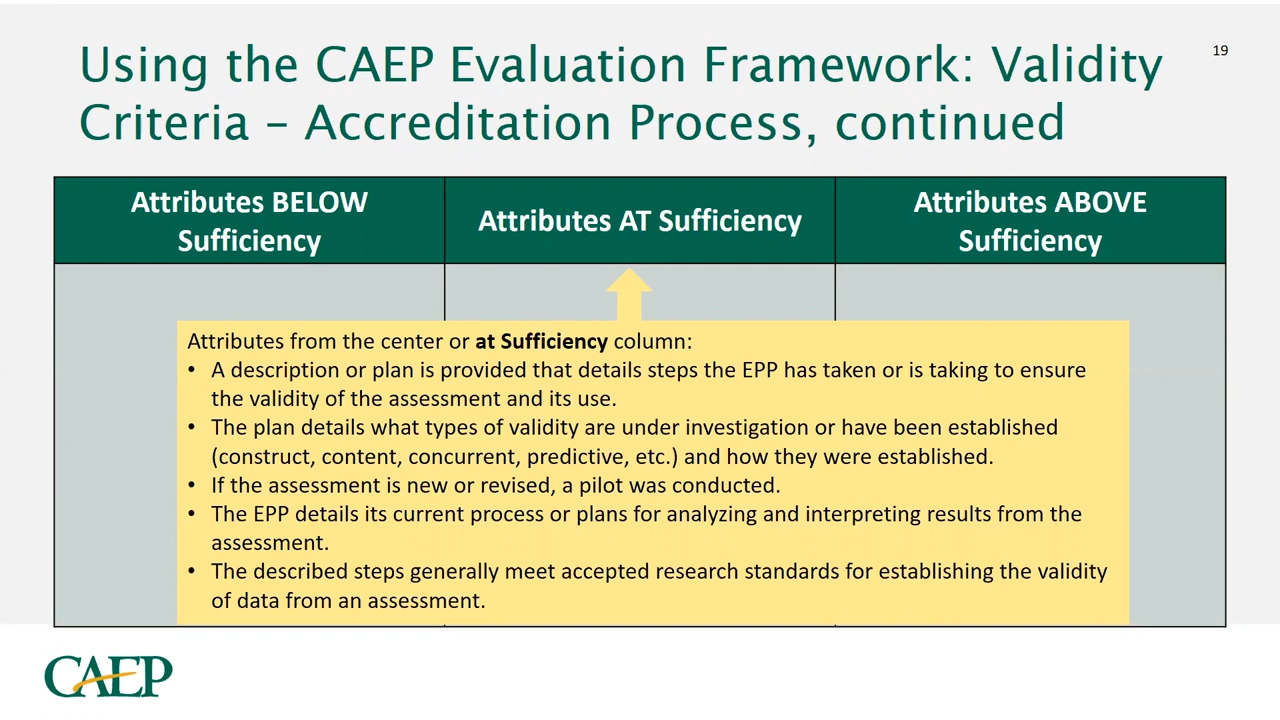 Using the CAEP Evaluation Framework: Validity
Criteria – Accreditation Process, continued
19
Attributes BELOW
Sufficiency
Attributes AT Sufficiency
Attributes ABOVE
Sufficiency
Attributes from the center or at Sufficiency column:
• A description or plan is provided that details steps the EPP has taken or is taking to ensure
the validity of the assessment and its use.
• The plan details what types of validity are under investigation or have been established
(construct, content, concurrent, predictive, etc.) and how they were established.
• If the assessment is new or revised, a pilot was conducted.
• The EPP details its current process or plans for analyzing and interpreting results from the
assessment.
• The described steps generally meet accepted research standards for establishing the validity
of data from an assessment.
CAEP